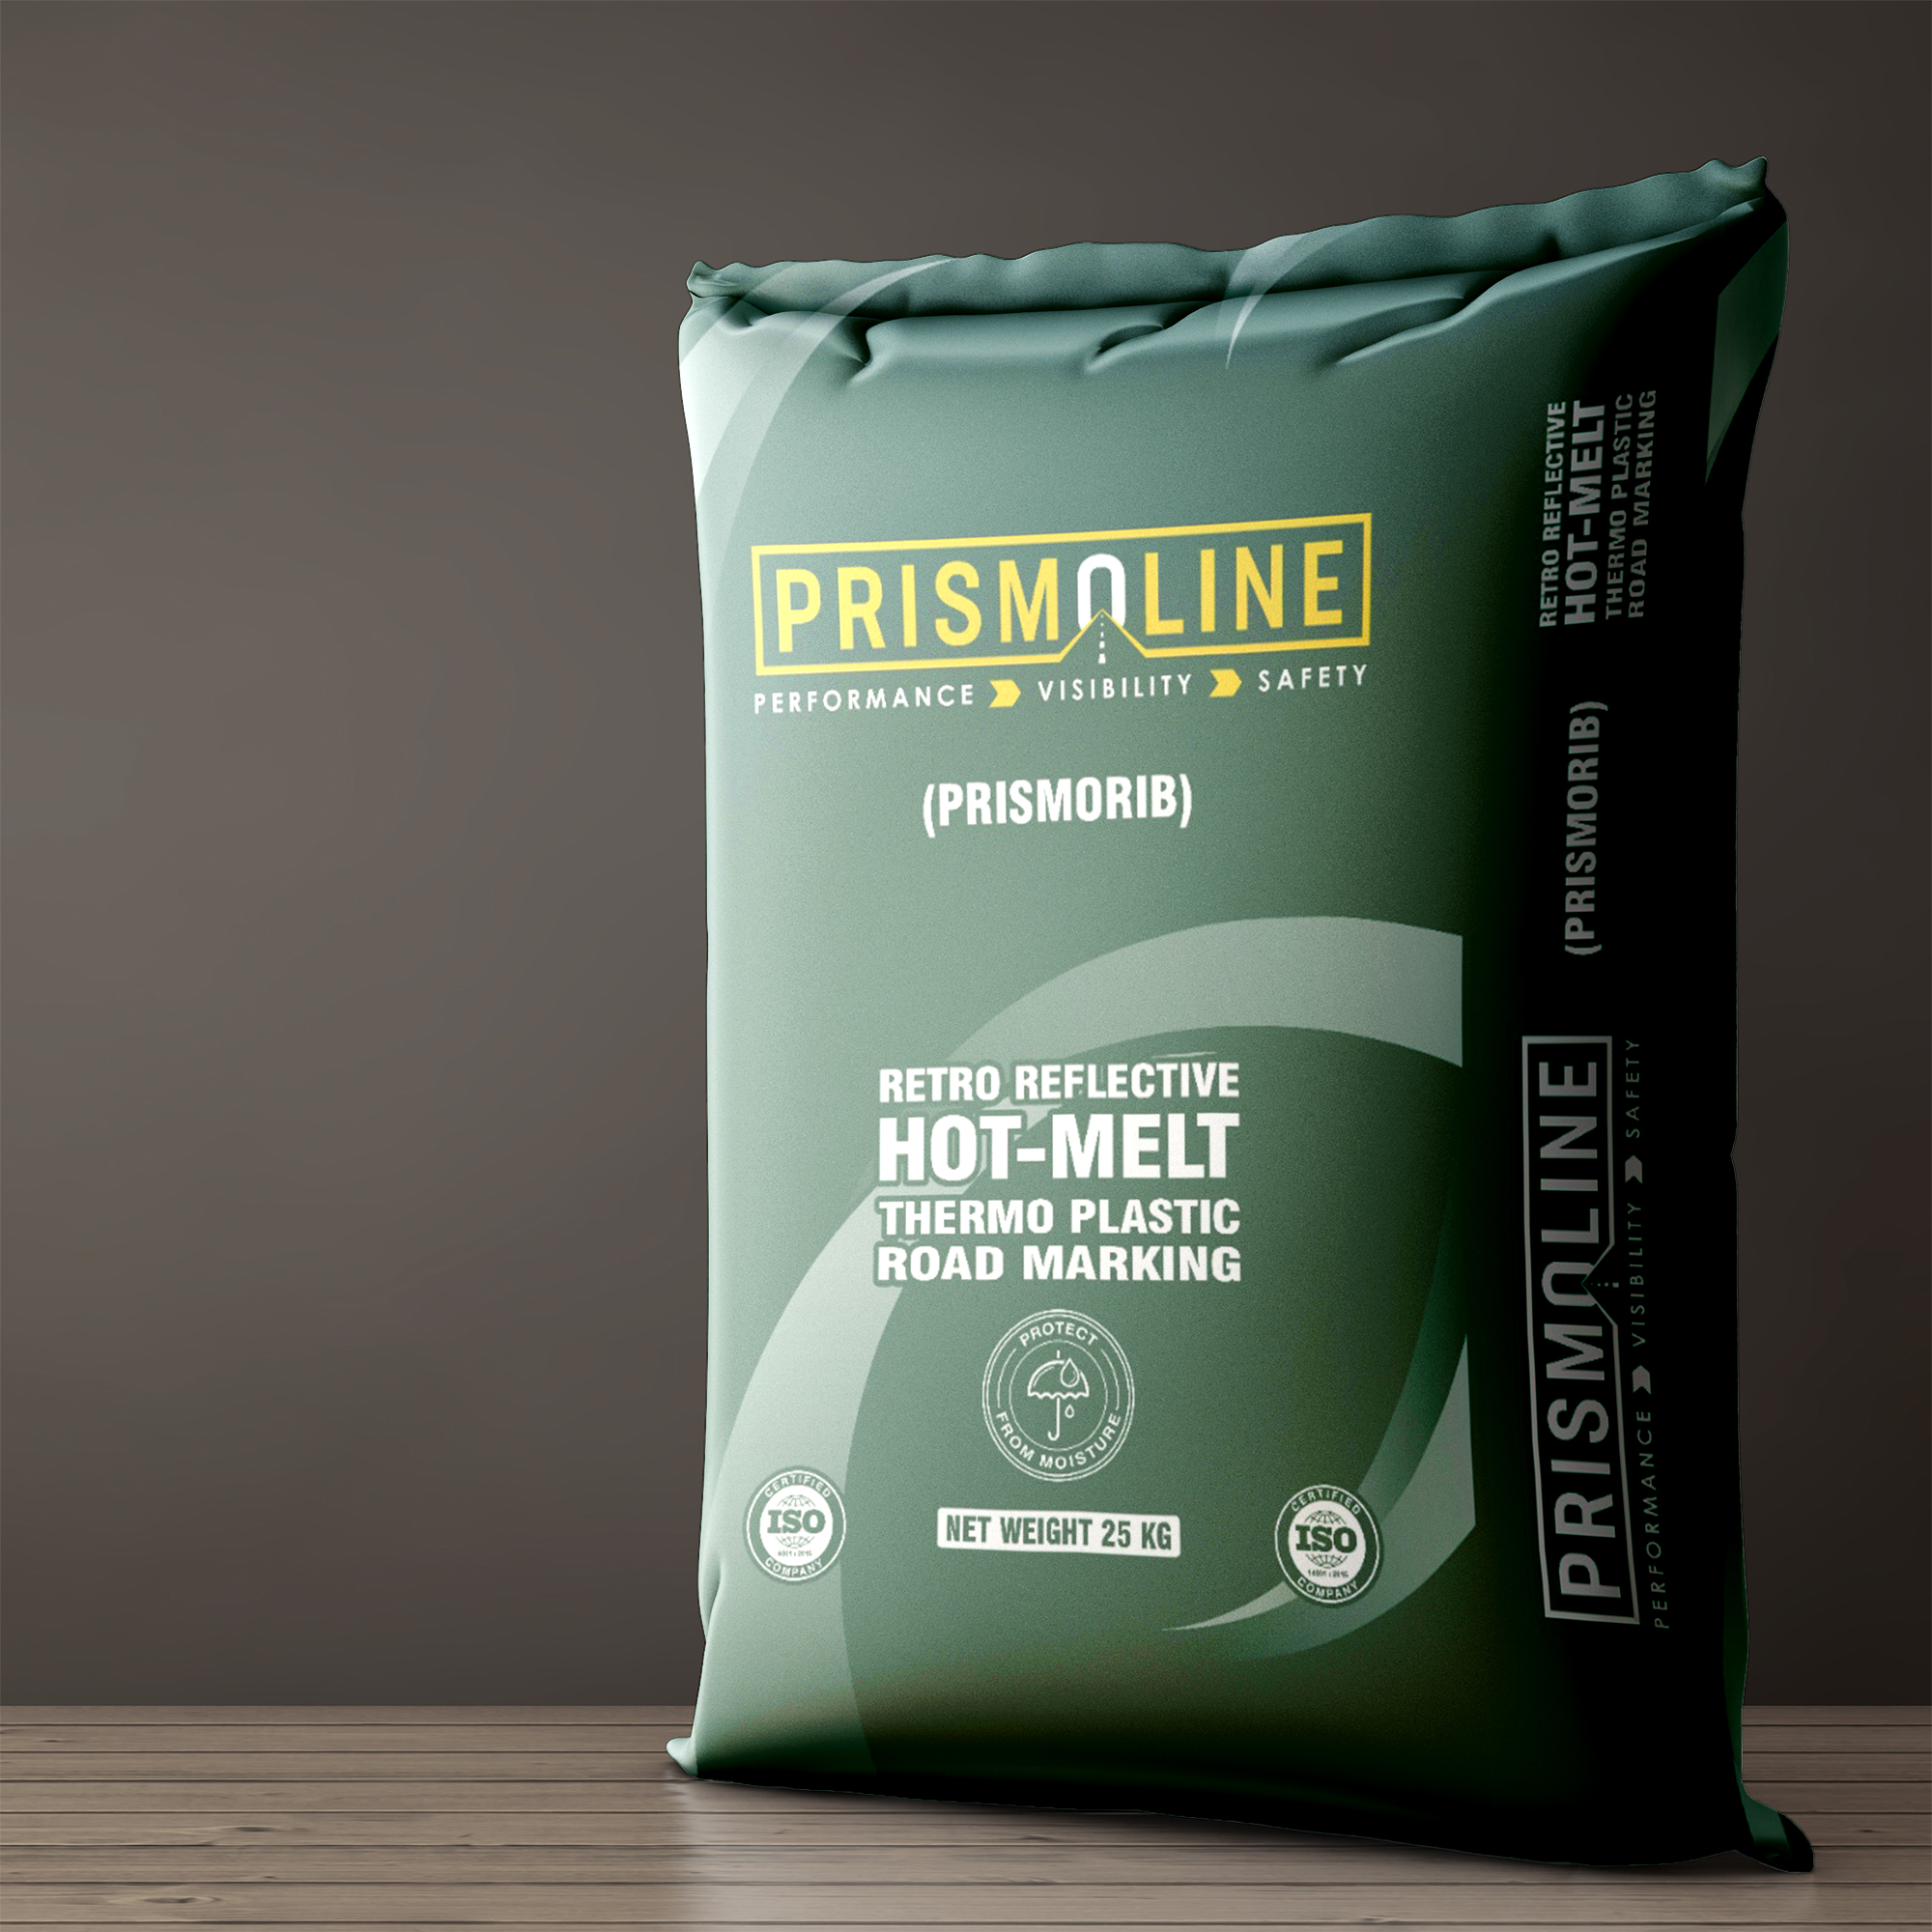 PRISMOLINE
PERFORMANCE VISIBILITY SAFETY
(PRISMORIB)
RETRO REFLECTIVE
HOT-MELT
THERMO PLASTIC
ROAD MARKING
PROTECT
FROM MOISTURE
CERTIFIED
ISO
COMPANY
NET WEIGHT 25 KG
CERTIFIED
ISO
COMPANY
RETRO REFLECTIVE
HOT-MELT
THERMO PLASTIC
ROAD MARKING
(PRISMORIB)
PRISMOLINE
PERFORMANCE VISIBILITY SAFETY